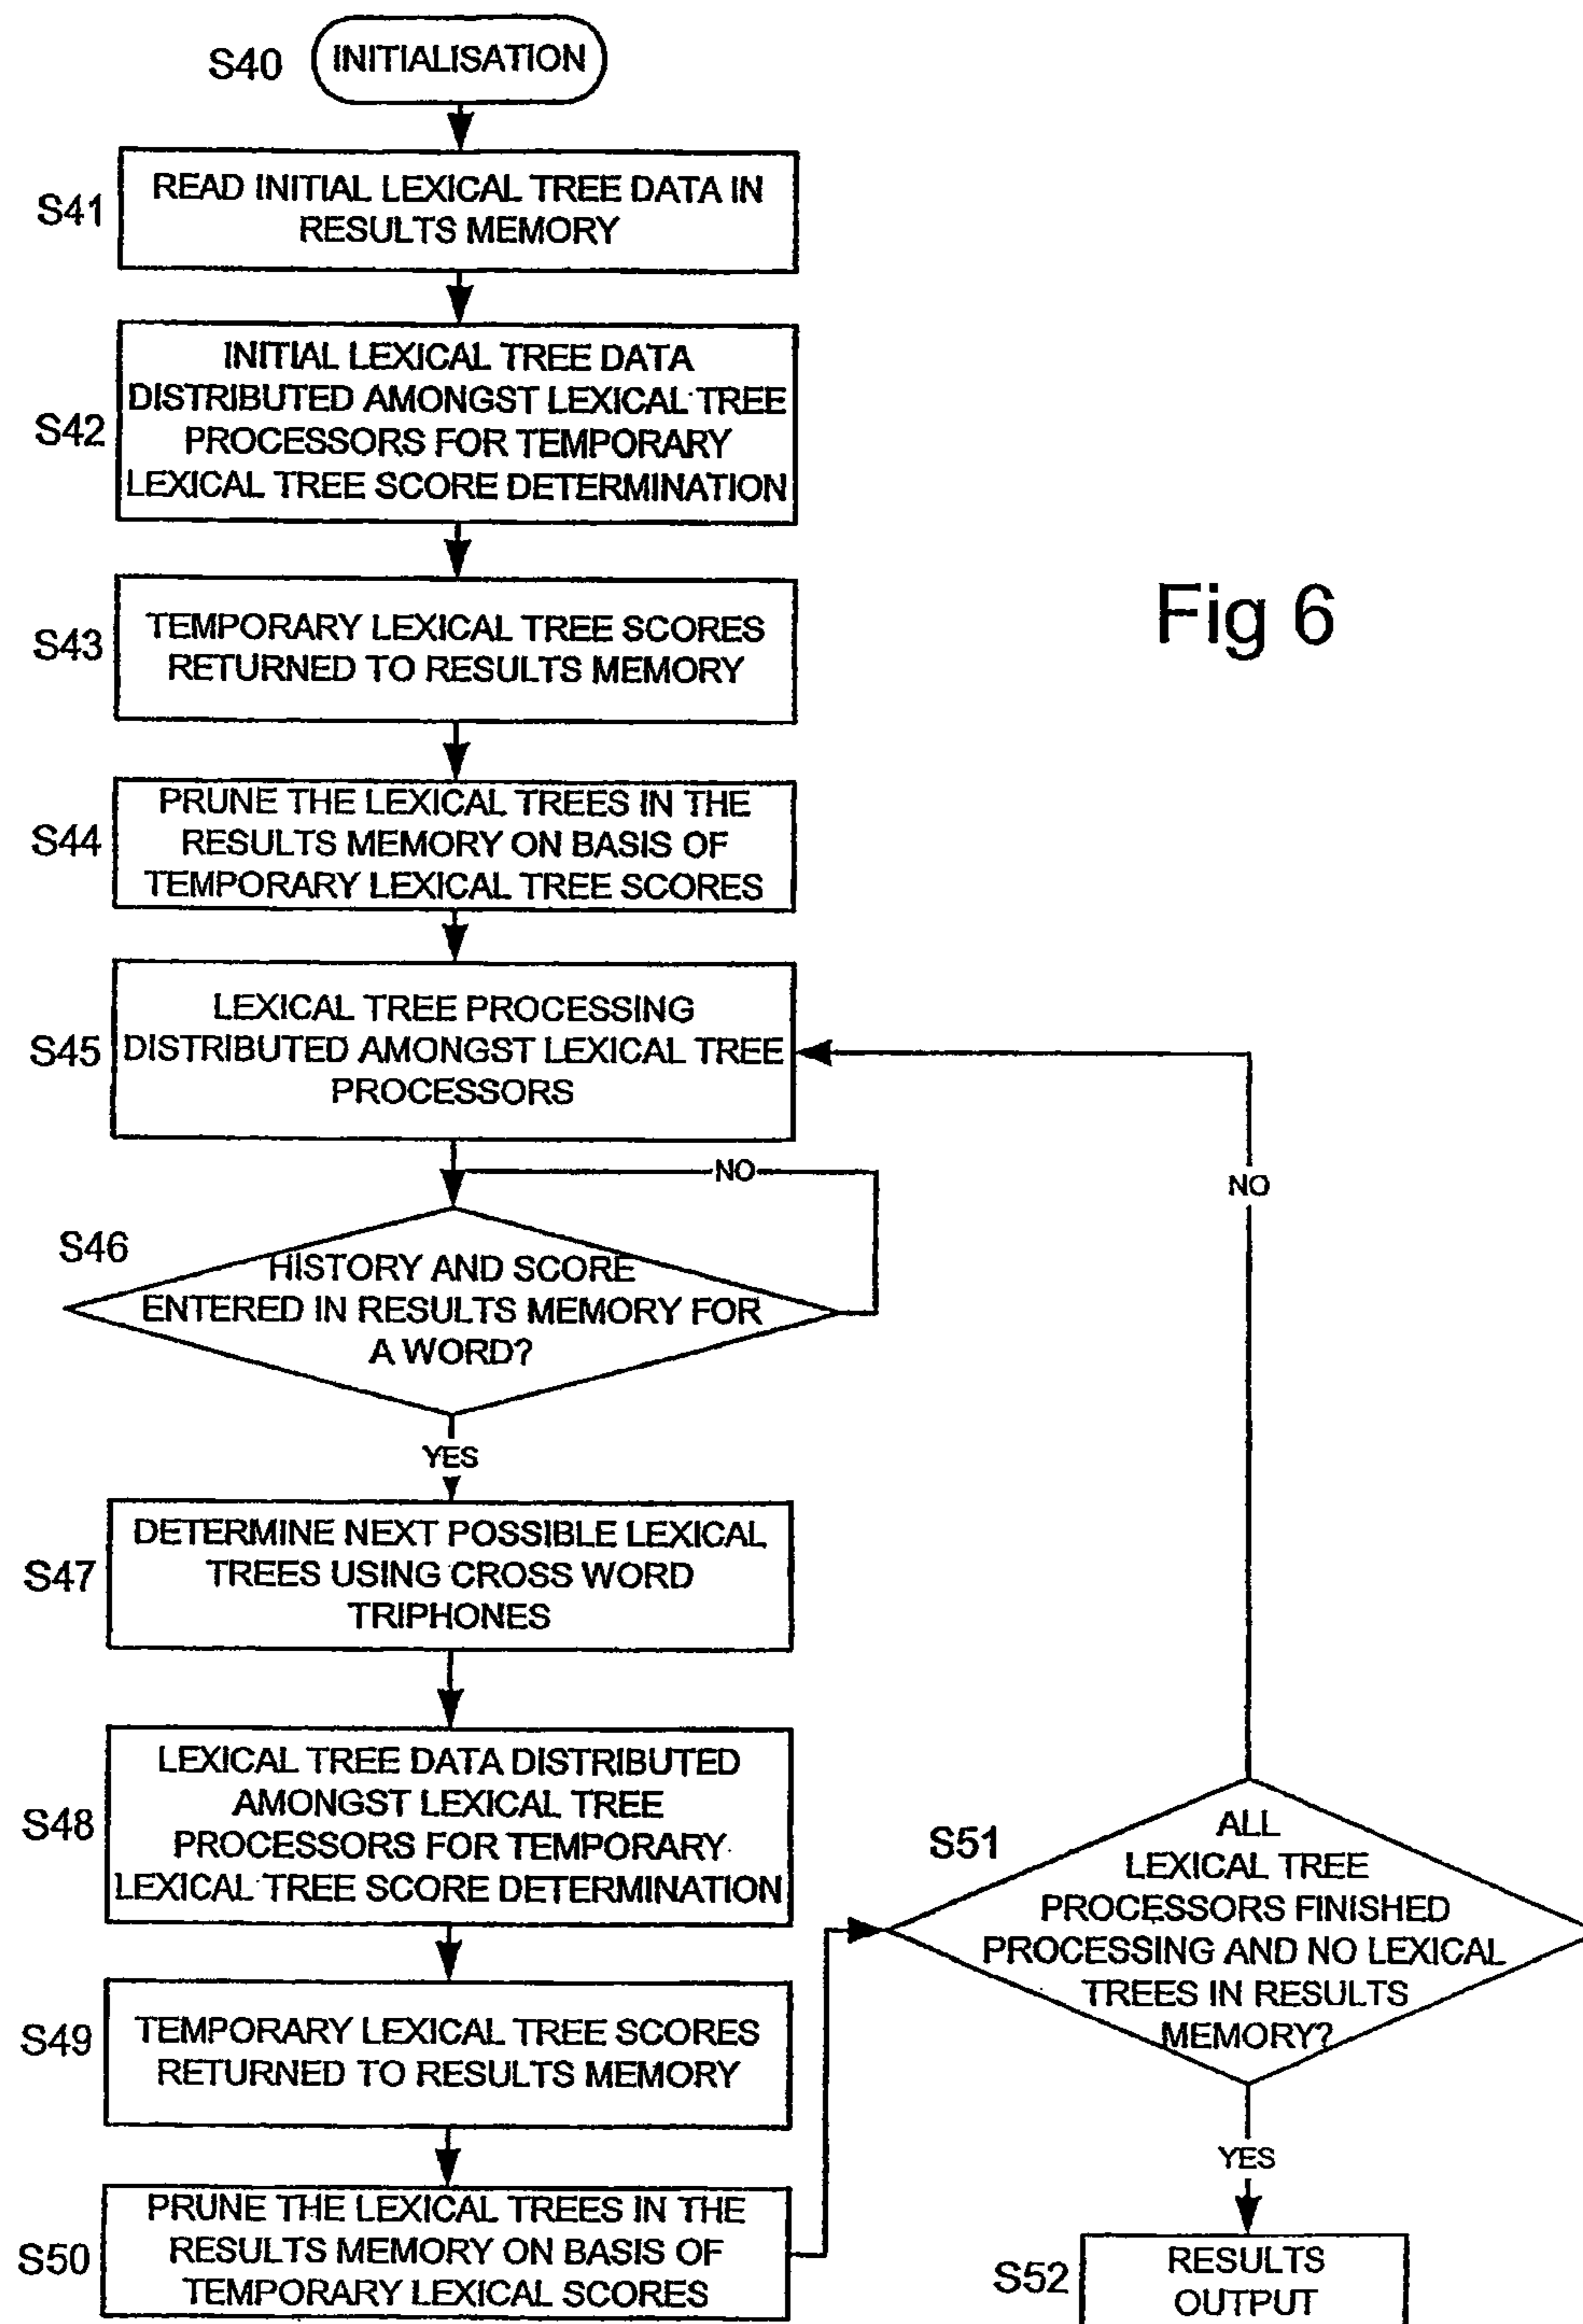 S40
INITIALISATION
S41
READ INITIAL LEXICAL TREE DATA IN
RESULTS MEMORY
S42
INITIAL LEXICAL TREE DATA
DISTRIBUTED AMONGST LEXICAL TREE
PROCESSORS FOR TEMPORARY
LEXICAL TREE SCORE DETERMINATION
Fig 6
S43
TEMPORARY LEXICAL TREE SCORES
RETURNED TO RESULTS MEMORY
S44
PRUNE THE LEXICAL TREES IN THE
RESULTS MEMORY ON BASIS OF
TEMPORARY LEXICAL TREE SCORES
S45
LEXICAL TREE PROCESSING
DISTRIBUTED AMONGST LEXICAL TREE
PROCESSORS
NO
S46
HISTORY AND SCORE
ENTERED IN RESULTS MEMORY FOR
A WORD?
YES
S47
DETERMINE NEXT POSSIBLE LEXICAL
TREES USING CROSS WORD
TRIPHONES
S48
LEXICAL TREE DATA DISTRIBUTED
AMONGST LEXICAL TREE
PROCESSORS FOR TEMPORARY
LEXICAL TREE SCORE DETERMINATION
S49
TEMPORARY LEXICAL TREE SCORES
RETURNED TO RESULTS MEMORY
S50
PRUNE THE LEXICAL TREES IN THE
RESULTS MEMORY ON BASIS OF
TEMPORARY LEXICAL SCORES
NO
S51
ALL
LEXICAL TREE
PROCESSORS FINISHED
PROCESSING AND NO LEXICAL
TREES IN RESULTS
MEMORY?
YES
S52
RESULTS
OUTPUT